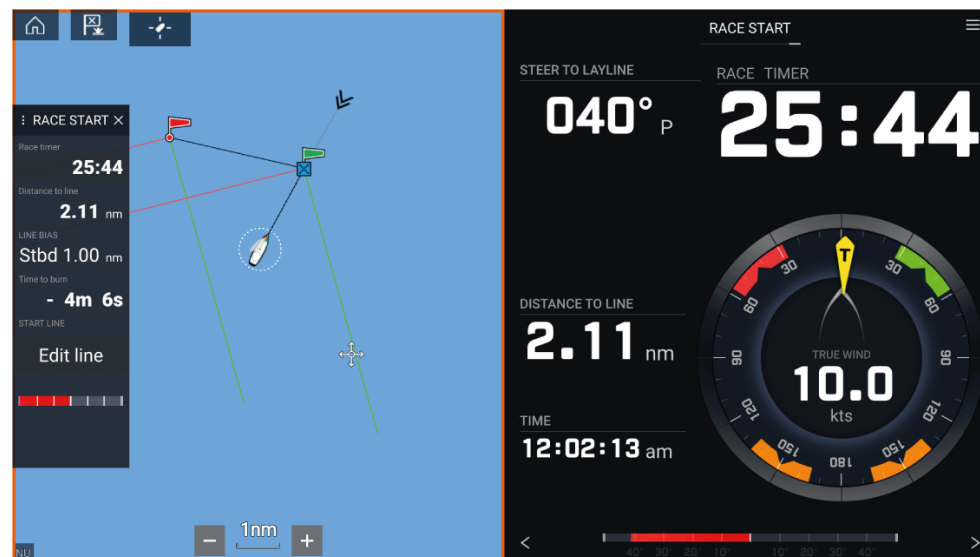 RACE START
Race timer
25:44
Distance to line
2.11 nm
LINE BIAS
Stbd 1.00 nm
Time to burn
- 4m 6s
START LINE
Edit line
1nm
NU
RACE START
STEER TO LAYLINE
040° P
RACE TIMER
25:44
DISTANCE TO LINE
2.11 nm
TIME
12:02:13 am
T
30 30
60 60
90 90
120 120
150 150
180
TRUE WIND
10.0
kts
40° 30° 20° 10° 10° 20° 30° 40°